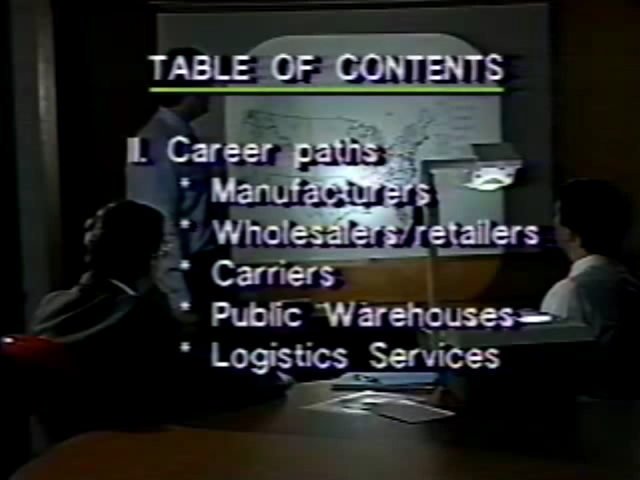 TABLE OF CONTENTS
II. Career paths
* Manufacturers
* Wholesalers/retailers
* Carriers
* Public Warehouses
* Logistics Services